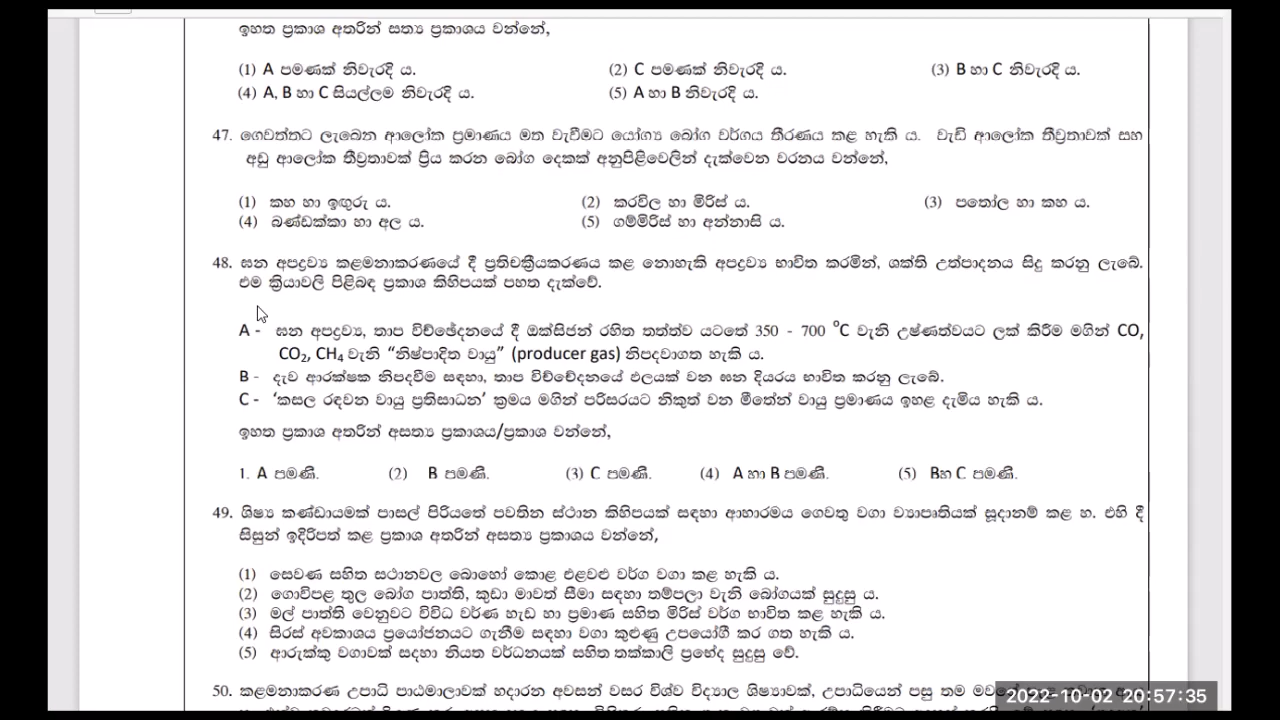 ඉහත ප්‍රකාශ අතරින් සත්‍ය ප්‍රකාශය වන්නේ,
(1) A පමණක් නිවැරදි ය. (2) C පමණක් නිවැරදි ය. (3) B හා C නිවැරදි ය.
(4) A, B හා C සියල්ලම නිවැරදි ය. (5) A හා B නිවැරදි ය.
47. ගෙවත්තට ලැබෙන ආලෝක ප්‍රමාණය මත වැවීමට යෝග්‍ය බෝග වර්ගය තීරණය කළ හැකි ය. වැඩි ආලෝක තීව්‍රතාවක් සහ
අඩු ආලෝක තීව්‍රතාවක් ප්‍රිය කරන බෝග දෙකක් අනුපිළිවෙලින් දැක්වෙන වරනය වන්නේ,
(1) කහ හා ඉඟුරු ය. (2) කරවිල හා මිරිස් ය. (3) පතෝල හා කහ ය.
(4) බණ්ඩක්කා හා අල ය. (5) ගම්මිරිස් හා අන්නාසි ය.
48. ඝන අපද්‍රව්‍ය කළමනාකරණයේ දී ප්‍රතිචක්‍රීයකරණය කළ නොහැකි අපද්‍රව්‍ය භාවිත කරමින්, ශක්ති උත්පාදනය සිදු කරනු ලැබේ.
එම ක්‍රියාවලි පිළිබඳ ප්‍රකාශ කිහිපයක් පහත දැක්වේ.
A - ඝන අපද්‍රව්‍ය, තාප විච්ඡේදනයේ දී ඔක්සිජන් රහිත තත්ත්ව යටතේ 350 - 700 °C වැනි උෂ්ණත්වයට ලක් කිරීම මගින් CO,
CO₂, CH₄ වැනි “නිෂ්පාදිත වායු” (producer gas) නිපදවාගත හැකි ය.
B - දැව ආරක්ෂක නිපදවීම සඳහා, තාප විච්චේදනයේ ඵලයක් වන ඝන දියරය භාවිත කරනු ලැබේ.
C - ‘කසල රඳවන වායු ප්‍රතිසාධන’ ක්‍රමය මගින් පරිසරයට නිකුත් වන මීතේන් වායු ප්‍රමාණය ඉහළ දැමිය හැකි ය.
ඉහත ප්‍රකාශ අතරින් අසත්‍ය ප්‍රකාශය/ප්‍රකාශ වන්නේ,
1. A පමණි. (2) B පමණි. (3) C පමණි. (4) A හා B පමණි. (5) Bහ C පමණි.
49. ශිෂ්‍ය කණ්ඩායමක් පාසල් පිරියතේ පවතින ස්ථාන කිහිපයක් සඳහා ආහාරමය ගෙවතු වගා ව්‍යාපෘතියක් සූදානම් කළ හ. එහි දී
සිසුන් ඉදිරිපත් කළ ප්‍රකාශ අතරින් අසත්‍ය ප්‍රකාශය වන්නේ,
(1) සෙවණ සහිත සථානවල බොහෝ කොළ එළවළු වර්ග වගා කළ හැකි ය.
(2) ගොවිපළ තුල බෝග පාත්ති, කුඩා මාවත් සීමා සඳහා තම්පලා වැනි බෝගයක් සුදුසු ය.
(3) මල් පාත්ති වෙනුවට විවිධ වර්ණ හැඩ හා ප්‍රමාණ සහිත මිරිස් වර්ග භාවිත කළ හැකි ය.
(4) සිරස් අවකාශය ප්‍රයෝජනයට ගැනීම සඳහා වගා කුළුණු උපයෝගී කර ගත හැකි ය.
(5) ආරුක්කු වගාවක් සදහා නියත වර්ධනයක් සහිත තක්කාලි ප්‍රභේද සුදුසු වේ.
50. කළමනාකරණ උපාධි පාඨමාලාවක් හදාරන අවසන් වසර විශ්ව විද්‍යාල ශිෂ්‍යාවක්, උපාධියෙන් පසු තම
2022-10-02 20:57:35